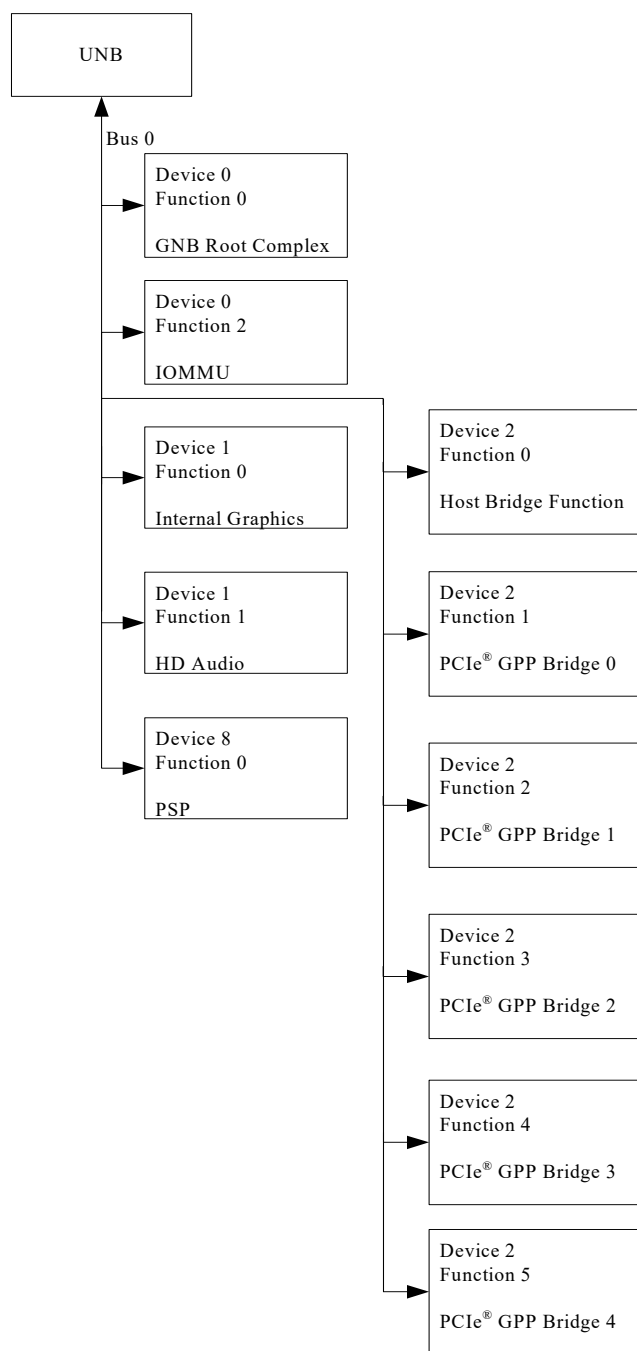 UNB
Bus 0
Device 0
Function 0
GNB Root Complex
Device 0
Function 2
IOMMU
Device 1
Function 0
Internal Graphics
Device 1
Function 1
HD Audio
Device 8
Function 0
PSP
Device 2
Function 0
Host Bridge Function
Device 2
Function 1
PCIe® GPP Bridge 0
Device 2
Function 2
PCIe® GPP Bridge 1
Device 2
Function 3
PCIe® GPP Bridge 2
Device 2
Function 4
PCIe® GPP Bridge 3
Device 2
Function 5
PCIe® GPP Bridge 4